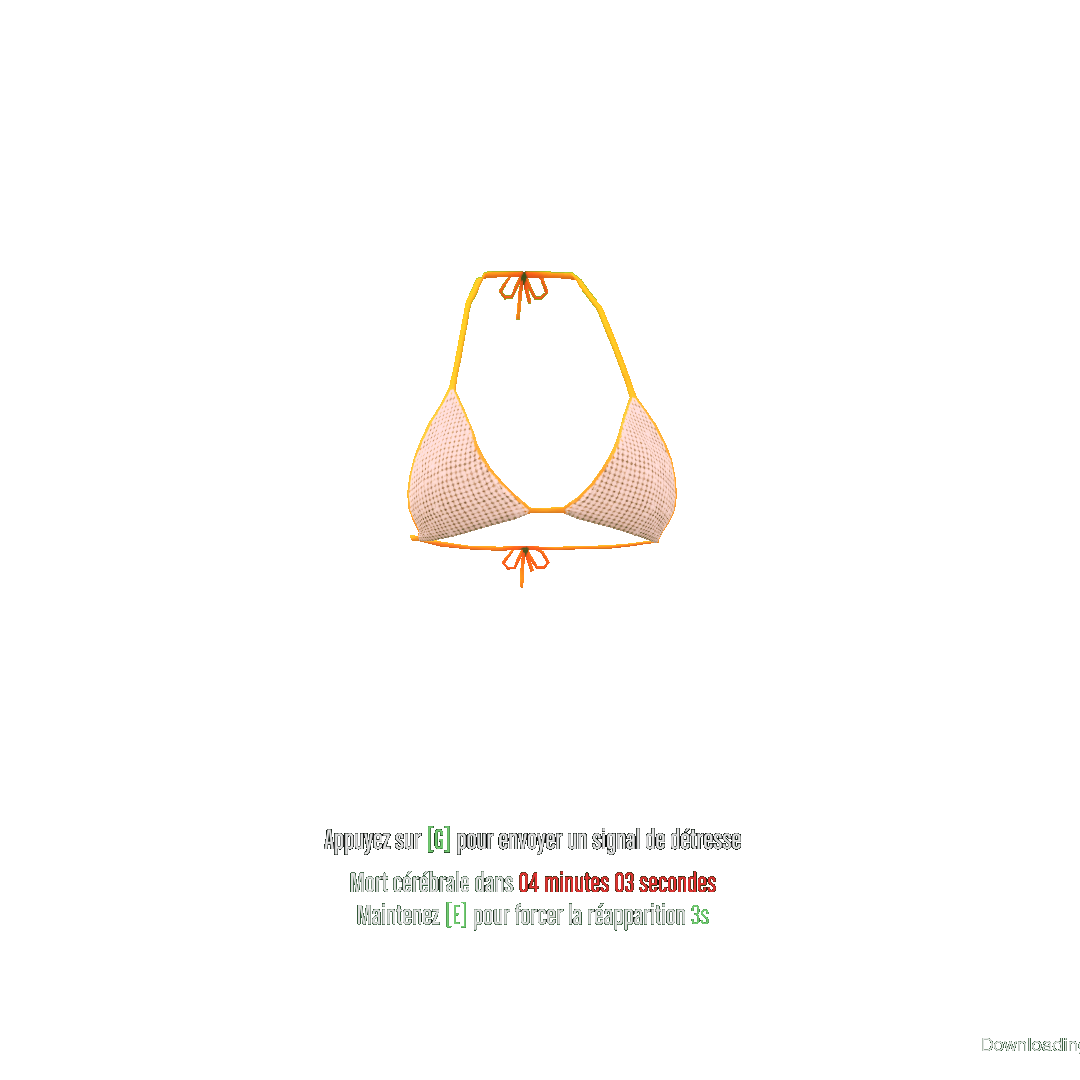 Appuyez sur [G] pour envoyer un signal de détresse
Mort cérébrale dans 04 minutes 03 secondes
Maintenez [E] pour forcer la réapparition 3s
Downloading